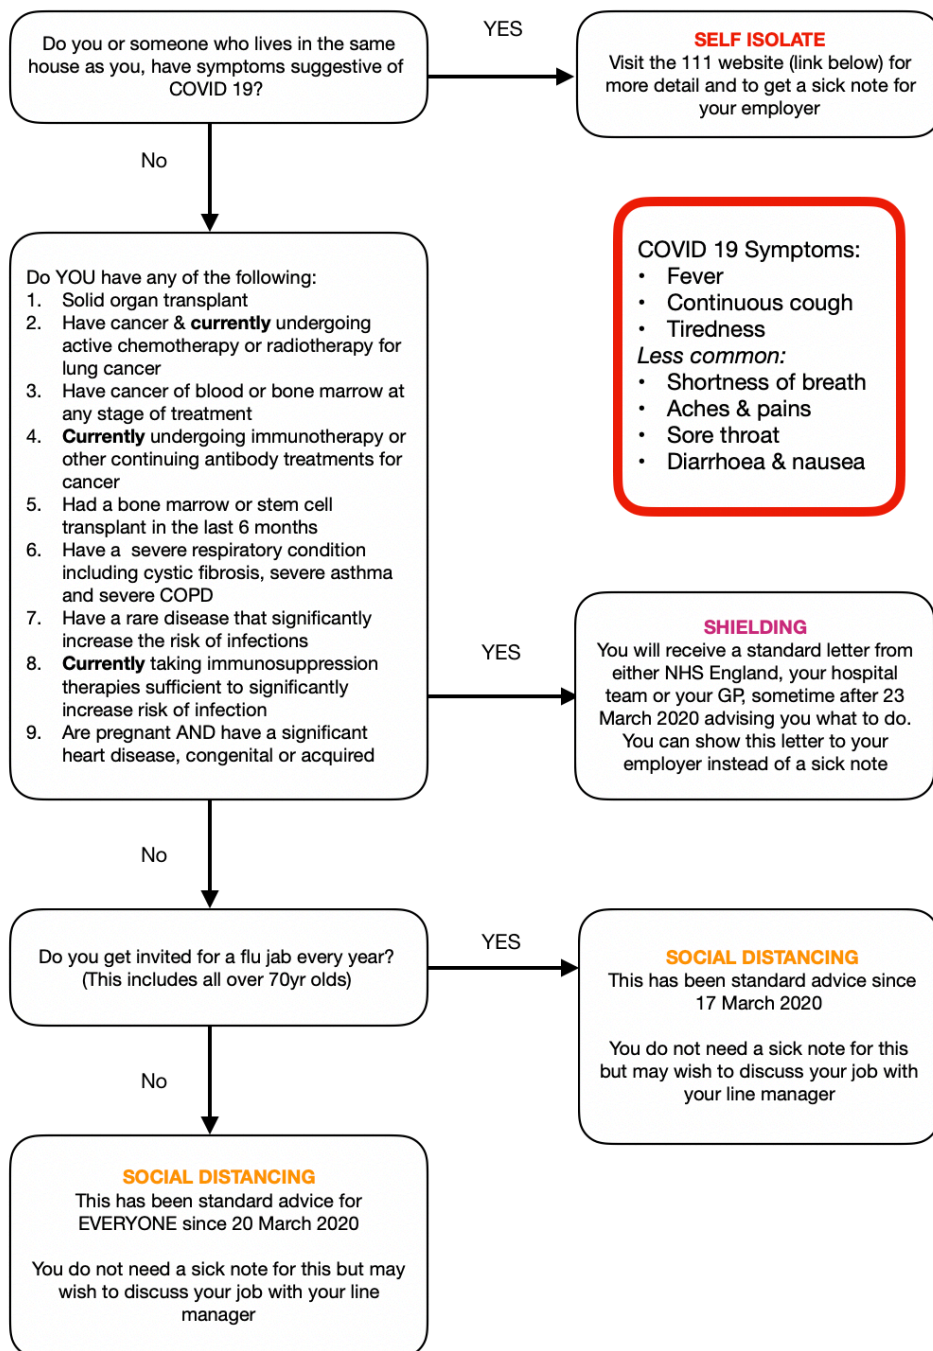 Do you or someone who lives in the same
house as you, have symptoms suggestive of
COVID 19?
YES
SELF ISOLATE
Visit the 111 website (link below) for
more detail and to get a sick note for
your employer
No
COVID 19 Symptoms:
• Fever
• Continuous cough
• Tiredness
Less common:
• Shortness of breath
• Aches & pains
• Sore throat
• Diarrhoea & nausea
Do YOU have any of the following:
1. Solid organ transplant
2. Have cancer & currently undergoing
active chemotherapy or radiotherapy for
lung cancer
3. Have cancer of blood or bone marrow at
any stage of treatment
4. Currently undergoing immunotherapy or
other continuing antibody treatments for
cancer
5. Had a bone marrow or stem cell
transplant in the last 6 months
6. Have a severe respiratory condition
including cystic fibrosis, severe asthma
and severe COPD
7. Have a rare disease that significantly
increase the risk of infections
8. Currently taking immunosuppression
therapies sufficient to significantly
increase risk of infection
9. Are pregnant AND have a significant
heart disease, congenital or acquired
YES
SHIELDING
You will receive a standard letter from
either NHS England, your hospital
team or your GP, sometime after 23
March 2020 advising you what to do.
You can show this letter to your
employer instead of a sick note
No
Do you get invited for a flu jab every year?
(This includes all over 70yr olds)
YES
SOCIAL DISTANCING
This has been standard advice since
17 March 2020
You do not need a sick note for this
but may wish to discuss your job with
your line manager
No
SOCIAL DISTANCING
This has been standard advice for
EVERYONE since 20 March 2020
You do not need a sick note for this but may
wish to discuss your job with your line
manager